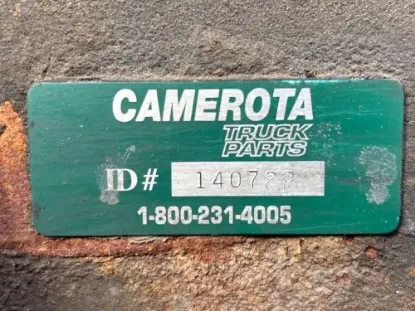 CAMEROTA
TRUCK
PARTS
ID# 140722
1-800-231-4005